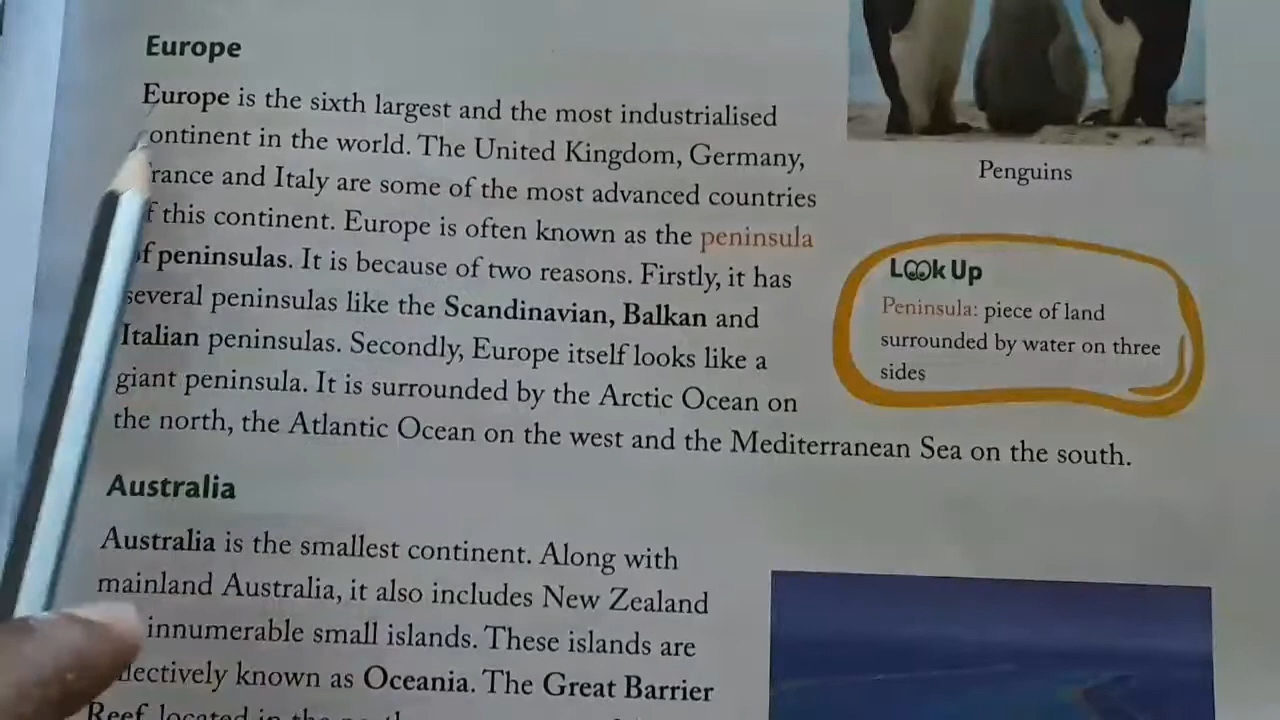 Europe
Europe is the sixth largest and the most industrialised
ontinent in the world. The United Kingdom, Germany,
rance and Italy are some of the most advanced countries
f this continent. Europe is often known as the peninsula
of peninsulas. It is because of two reasons. Firstly, it has
several peninsulas like the Scandinavian, Balkan and
Italian peninsulas. Secondly, Europe itself looks like a
giant peninsula. It is surrounded by the Arctic Ocean on
the north, the Atlantic Ocean on the west and the Mediterranean Sea on the south.
Penguins
Look Up
Peninsula: piece of land
surrounded by water on three
sides
Australia
Australia is the smallest continent. Along with
mainland Australia, it also includes New Zealand
innumerable small islands. These islands are
lectively known as Oceania. The Great Barrier
Reef located in the